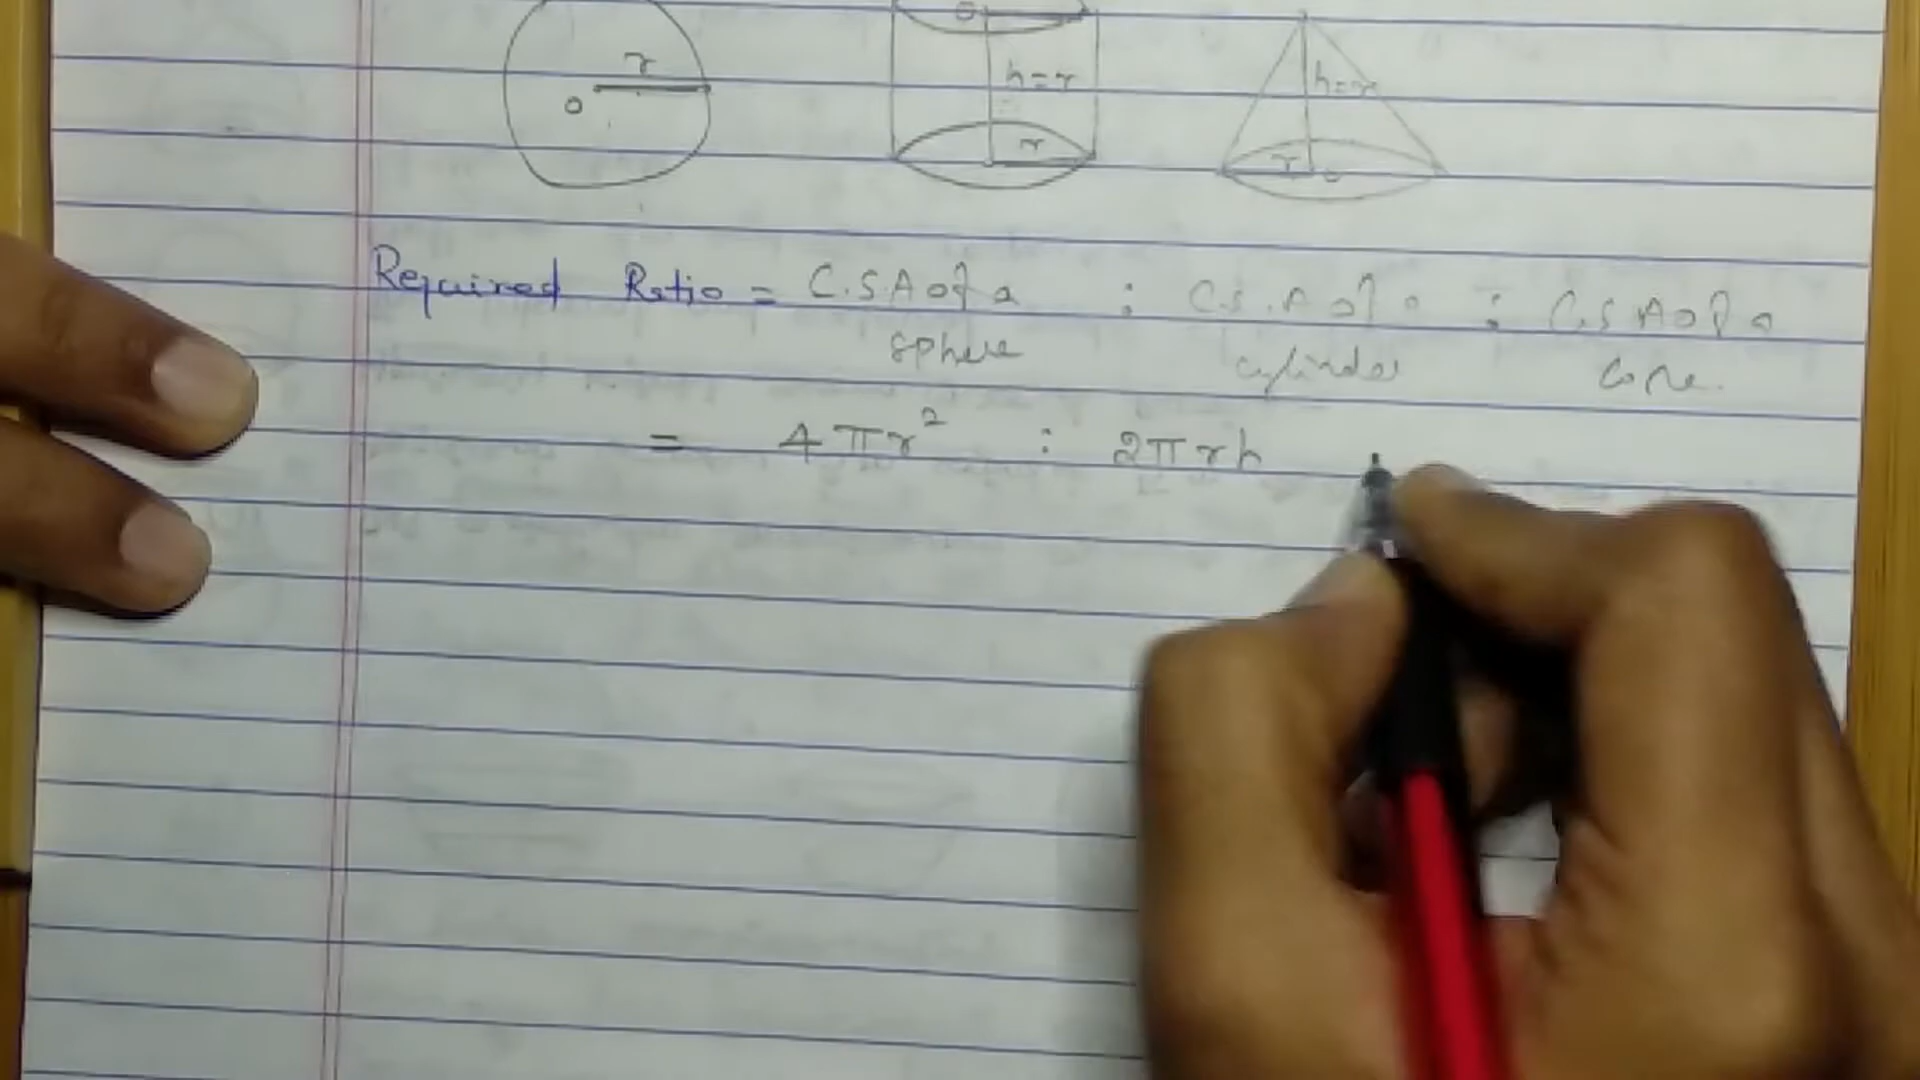 o
r h=r h=r
o r r o
Required Ratio = C.S.A of a : C.S.A of a : C.S.A of a
sphere cylinder cone.
= 4πr² : 2πrh